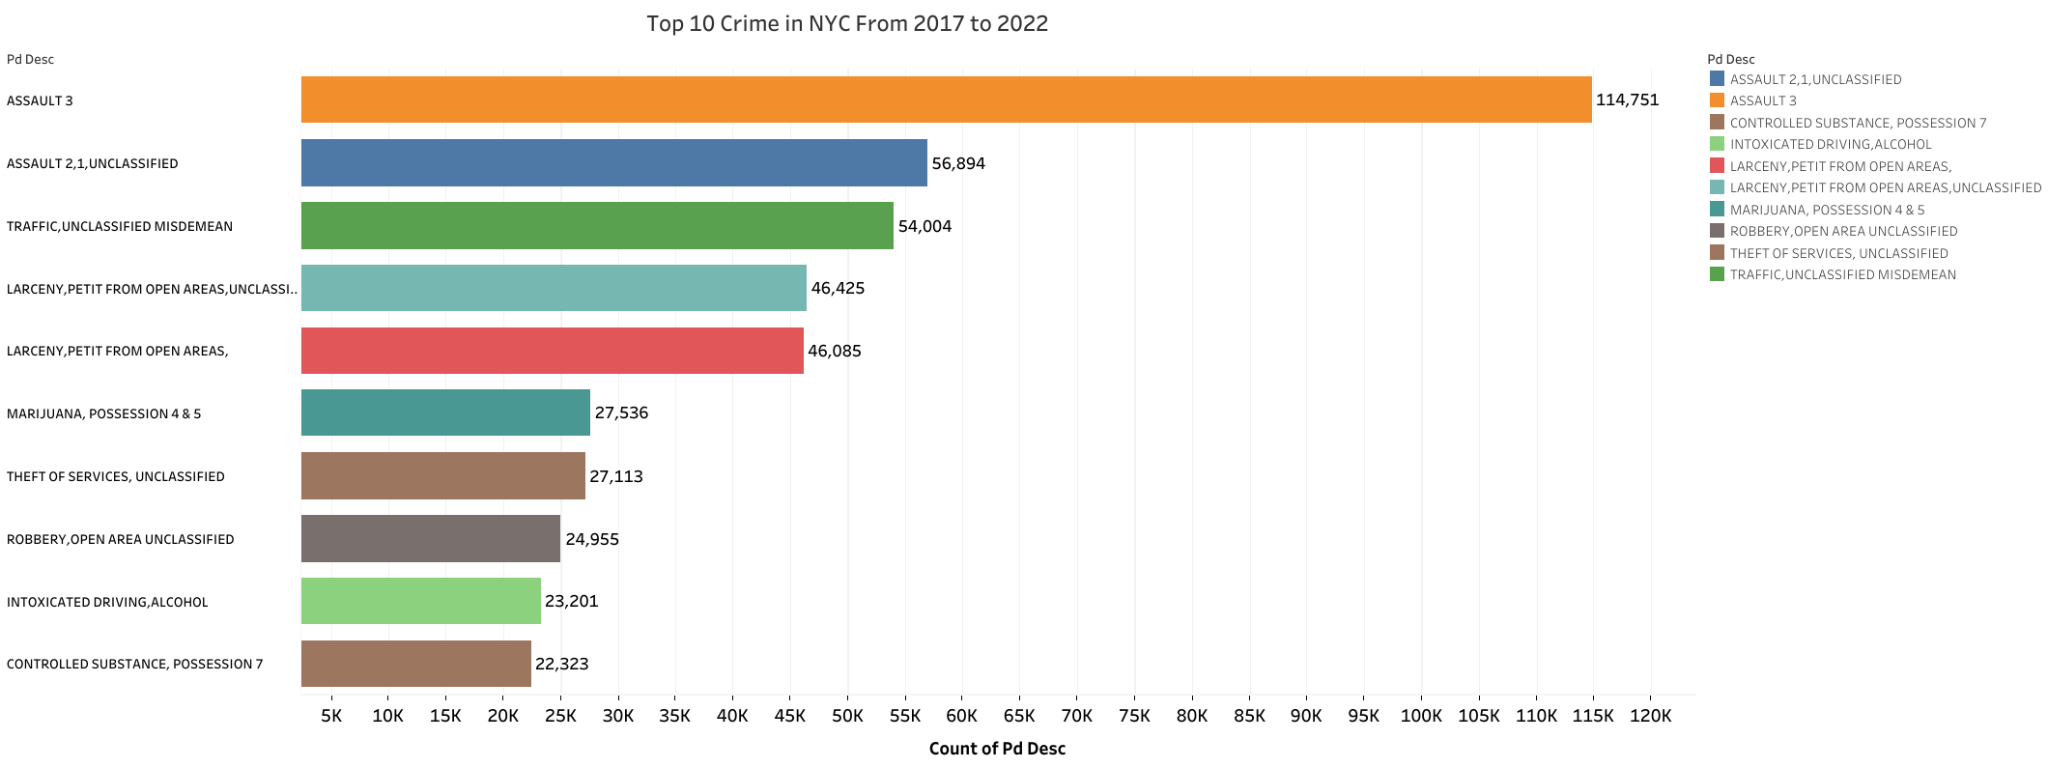 Top 10 Crime in NYC From 2017 to 2022
Pd Desc
ASSAULT 3
114,751
ASSAULT 2,1,UNCLASSIFIED
56,894
TRAFFIC,UNCLASSIFIED MISDEMEAN
54,004
LARCENY,PETIT FROM OPEN AREAS,UNCLASSI..
46,425
LARCENY,PETIT FROM OPEN AREAS,
46,085
MARIJUANA, POSSESSION 4 & 5
27,536
THEFT OF SERVICES, UNCLASSIFIED
27,113
ROBBERY,OPEN AREA UNCLASSIFIED
24,955
INTOXICATED DRIVING,ALCOHOL
23,201
CONTROLLED SUBSTANCE, POSSESSION 7
22,323
5K 10K 15K 20K 25K 30K 35K 40K 45K 50K 55K 60K 65K 70K 75K 80K 85K 90K 95K 100K 105K 110K 115K 120K
Count of Pd Desc
Pd Desc
ASSAULT 2,1,UNCLASSIFIED
ASSAULT 3
CONTROLLED SUBSTANCE, POSSESSION 7
INTOXICATED DRIVING,ALCOHOL
LARCENY,PETIT FROM OPEN AREAS,
LARCENY,PETIT FROM OPEN AREAS,UNCLASSIFIED
MARIJUANA, POSSESSION 4 & 5
ROBBERY,OPEN AREA UNCLASSIFIED
THEFT OF SERVICES, UNCLASSIFIED
TRAFFIC,UNCLASSIFIED MISDEMEAN